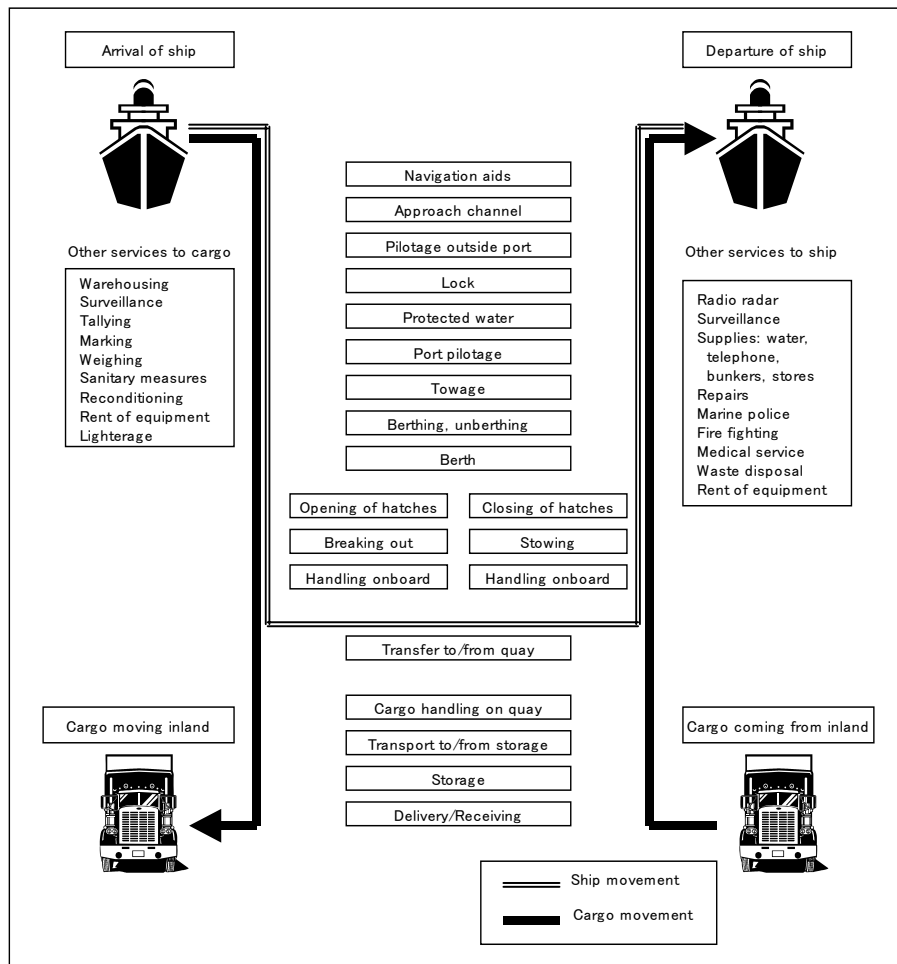 Arrival of ship
Departure of ship
Navigation aids
Approach channel
Pilotage outside port
Lock
Protected water
Port pilotage
Towage
Berthing, unberthing
Berth
Other services to cargo
Warehousing
Surveillance
Tallying
Marking
Weighing
Sanitary measures
Reconditioning
Rent of equipment
Lighterage
Other services to ship
Radio radar
Surveillance
Supplies: water,
telephone,
bunkers, stores
Repairs
Marine police
Fire fighting
Medical service
Waste disposal
Rent of equipment
Opening of hatches
Closing of hatches
Breaking out
Stowing
Handling onboard
Handling onboard
Transfer to/from quay
Cargo moving inland
Cargo handling on quay
Cargo coming from inland
Transport to/from storage
Storage
Delivery/Receiving
Ship movement
Cargo movement